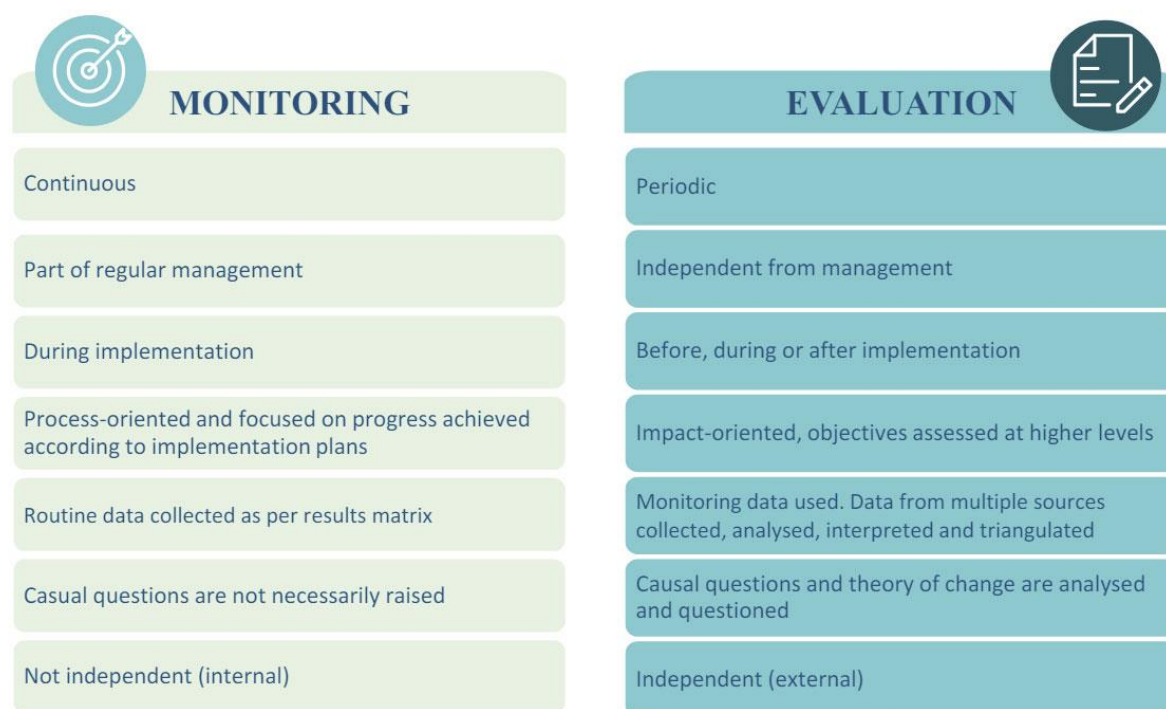 MONITORING
Continuous
Part of regular management
During implementation
Process-oriented and focused on progress achieved
according to implementation plans
Routine data collected as per results matrix
Casual questions are not necessarily raised
Not independent (internal)
EVALUATION
Periodic
Independent from management
Before, during or after implementation
Impact-oriented, objectives assessed at higher levels
Monitoring data used. Data from multiple sources
collected, analysed, interpreted and triangulated
Causal questions and theory of change are analysed
and questioned
Independent (external)